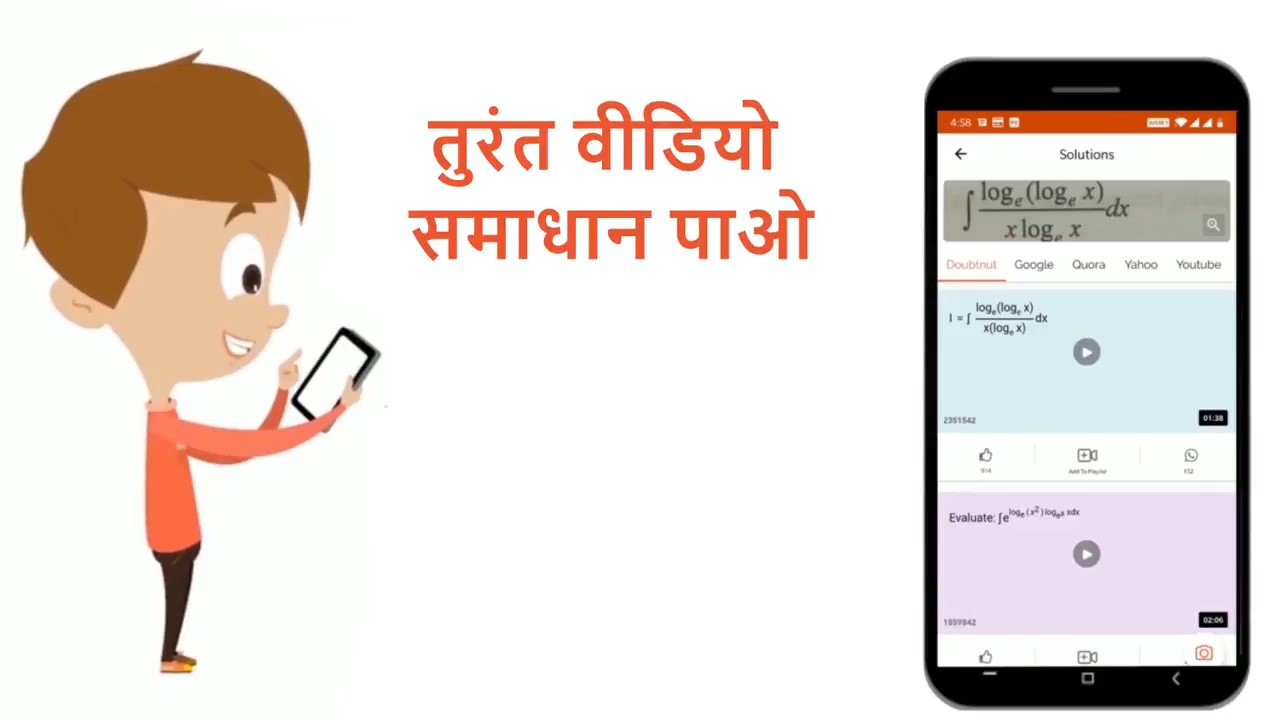 तुरंत वीडियो
समाधान पाओ
4:58
Solutions
∫ logₑ(logₑ x) / x logₑ x dx
Doubtnut Google Quora Yahoo Youtube
I = ∫ logₑ(logₑ x) / x(logₑ x) dx
2351542 01:38
914 Add To Playlist 152
Evaluate: ∫e^logₑ(x²)logₑx xdx
1859842 02:06